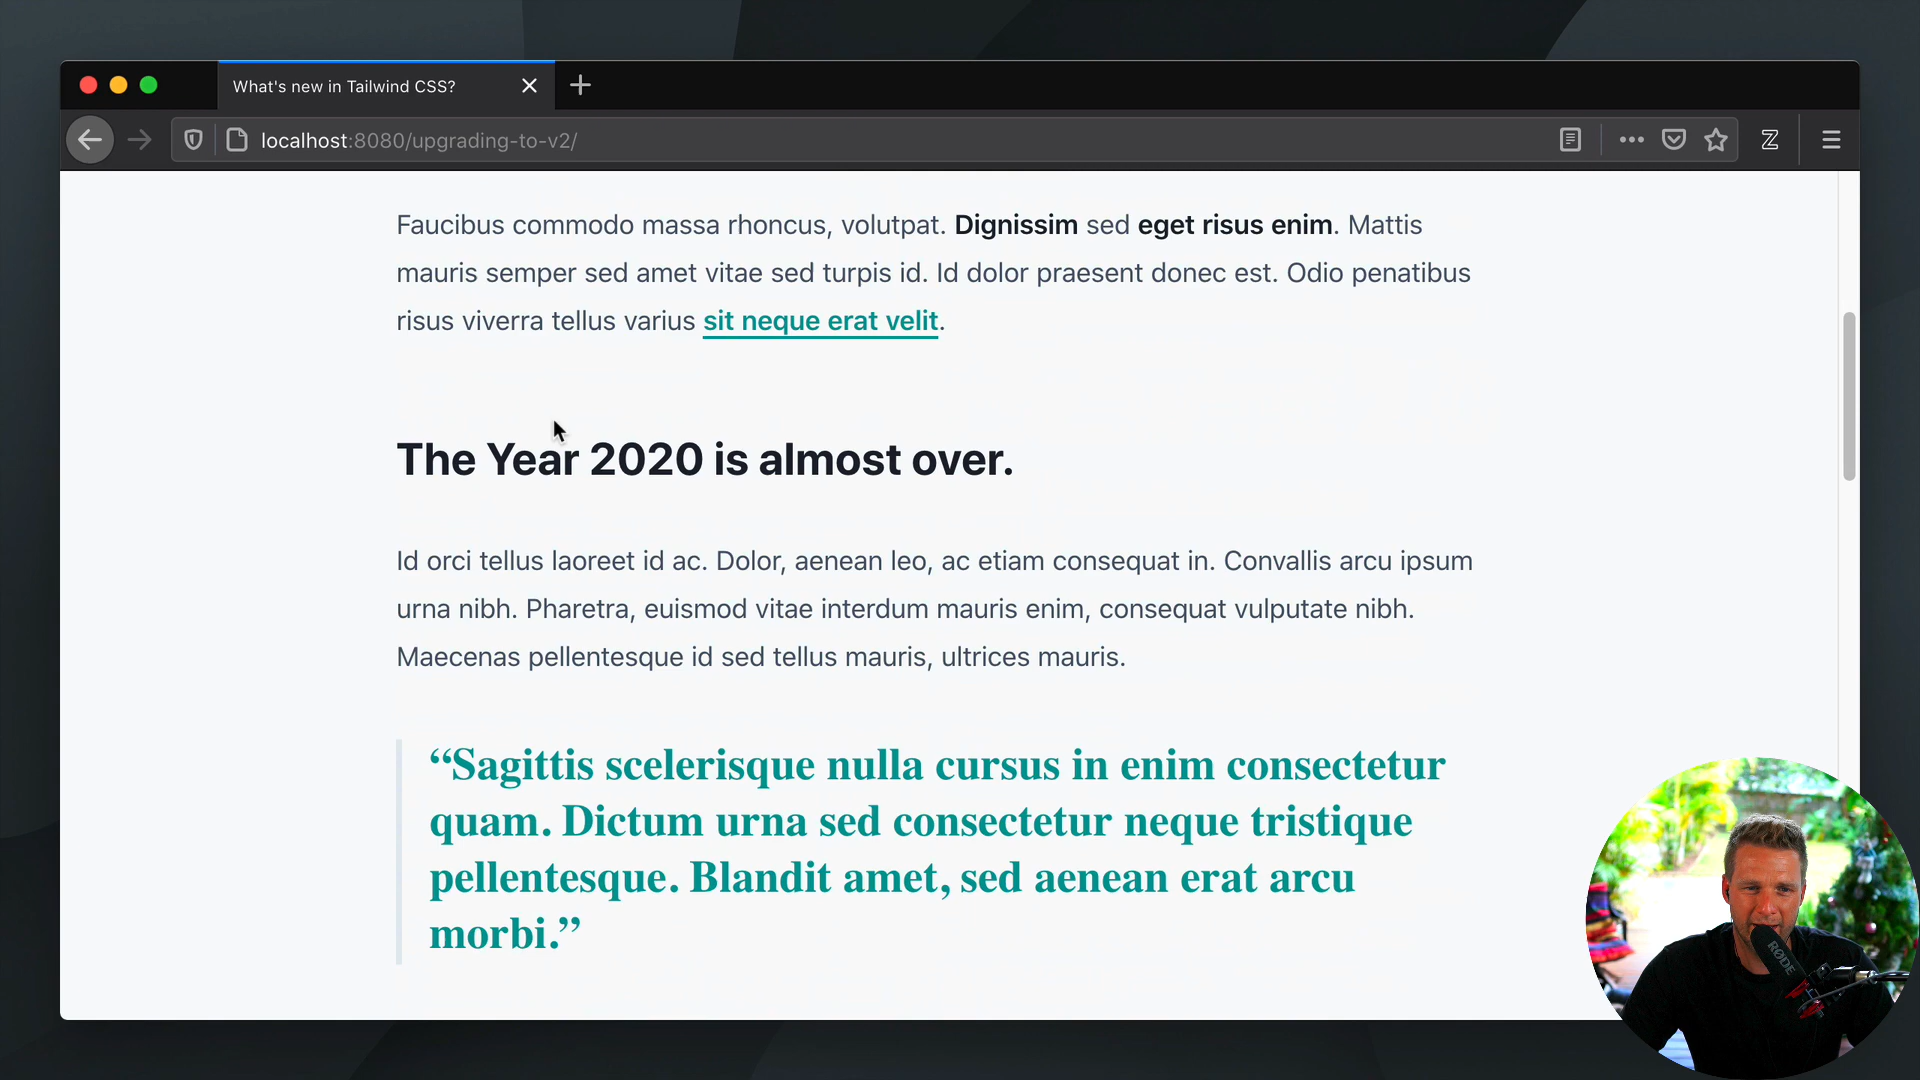 What's new in Tailwind CSS?
localhost:8080/upgrading-to-v2/
Faucibus commodo massa rhoncus, volutpat. Dignissim sed eget risus enim. Mattis
mauris semper sed amet vitae sed turpis id. Id dolor praesent donec est. Odio penatibus
risus viverra tellus varius sit neque erat velit.
The Year 2020 is almost over.
Id orci tellus laoreet id ac. Dolor, aenean leo, ac etiam consequat in. Convallis arcu ipsum
urna nibh. Pharetra, euismod vitae interdum mauris enim, consequat vulputate nibh.
Maecenas pellentesque id sed tellus mauris, ultrices mauris.
“Sagittis scelerisque nulla cursus in enim consectetur
quam. Dictum urna sed consectetur neque tristique
pellentesque. Blandit amet, sed aenean erat arcu
morbi.”
RØDE